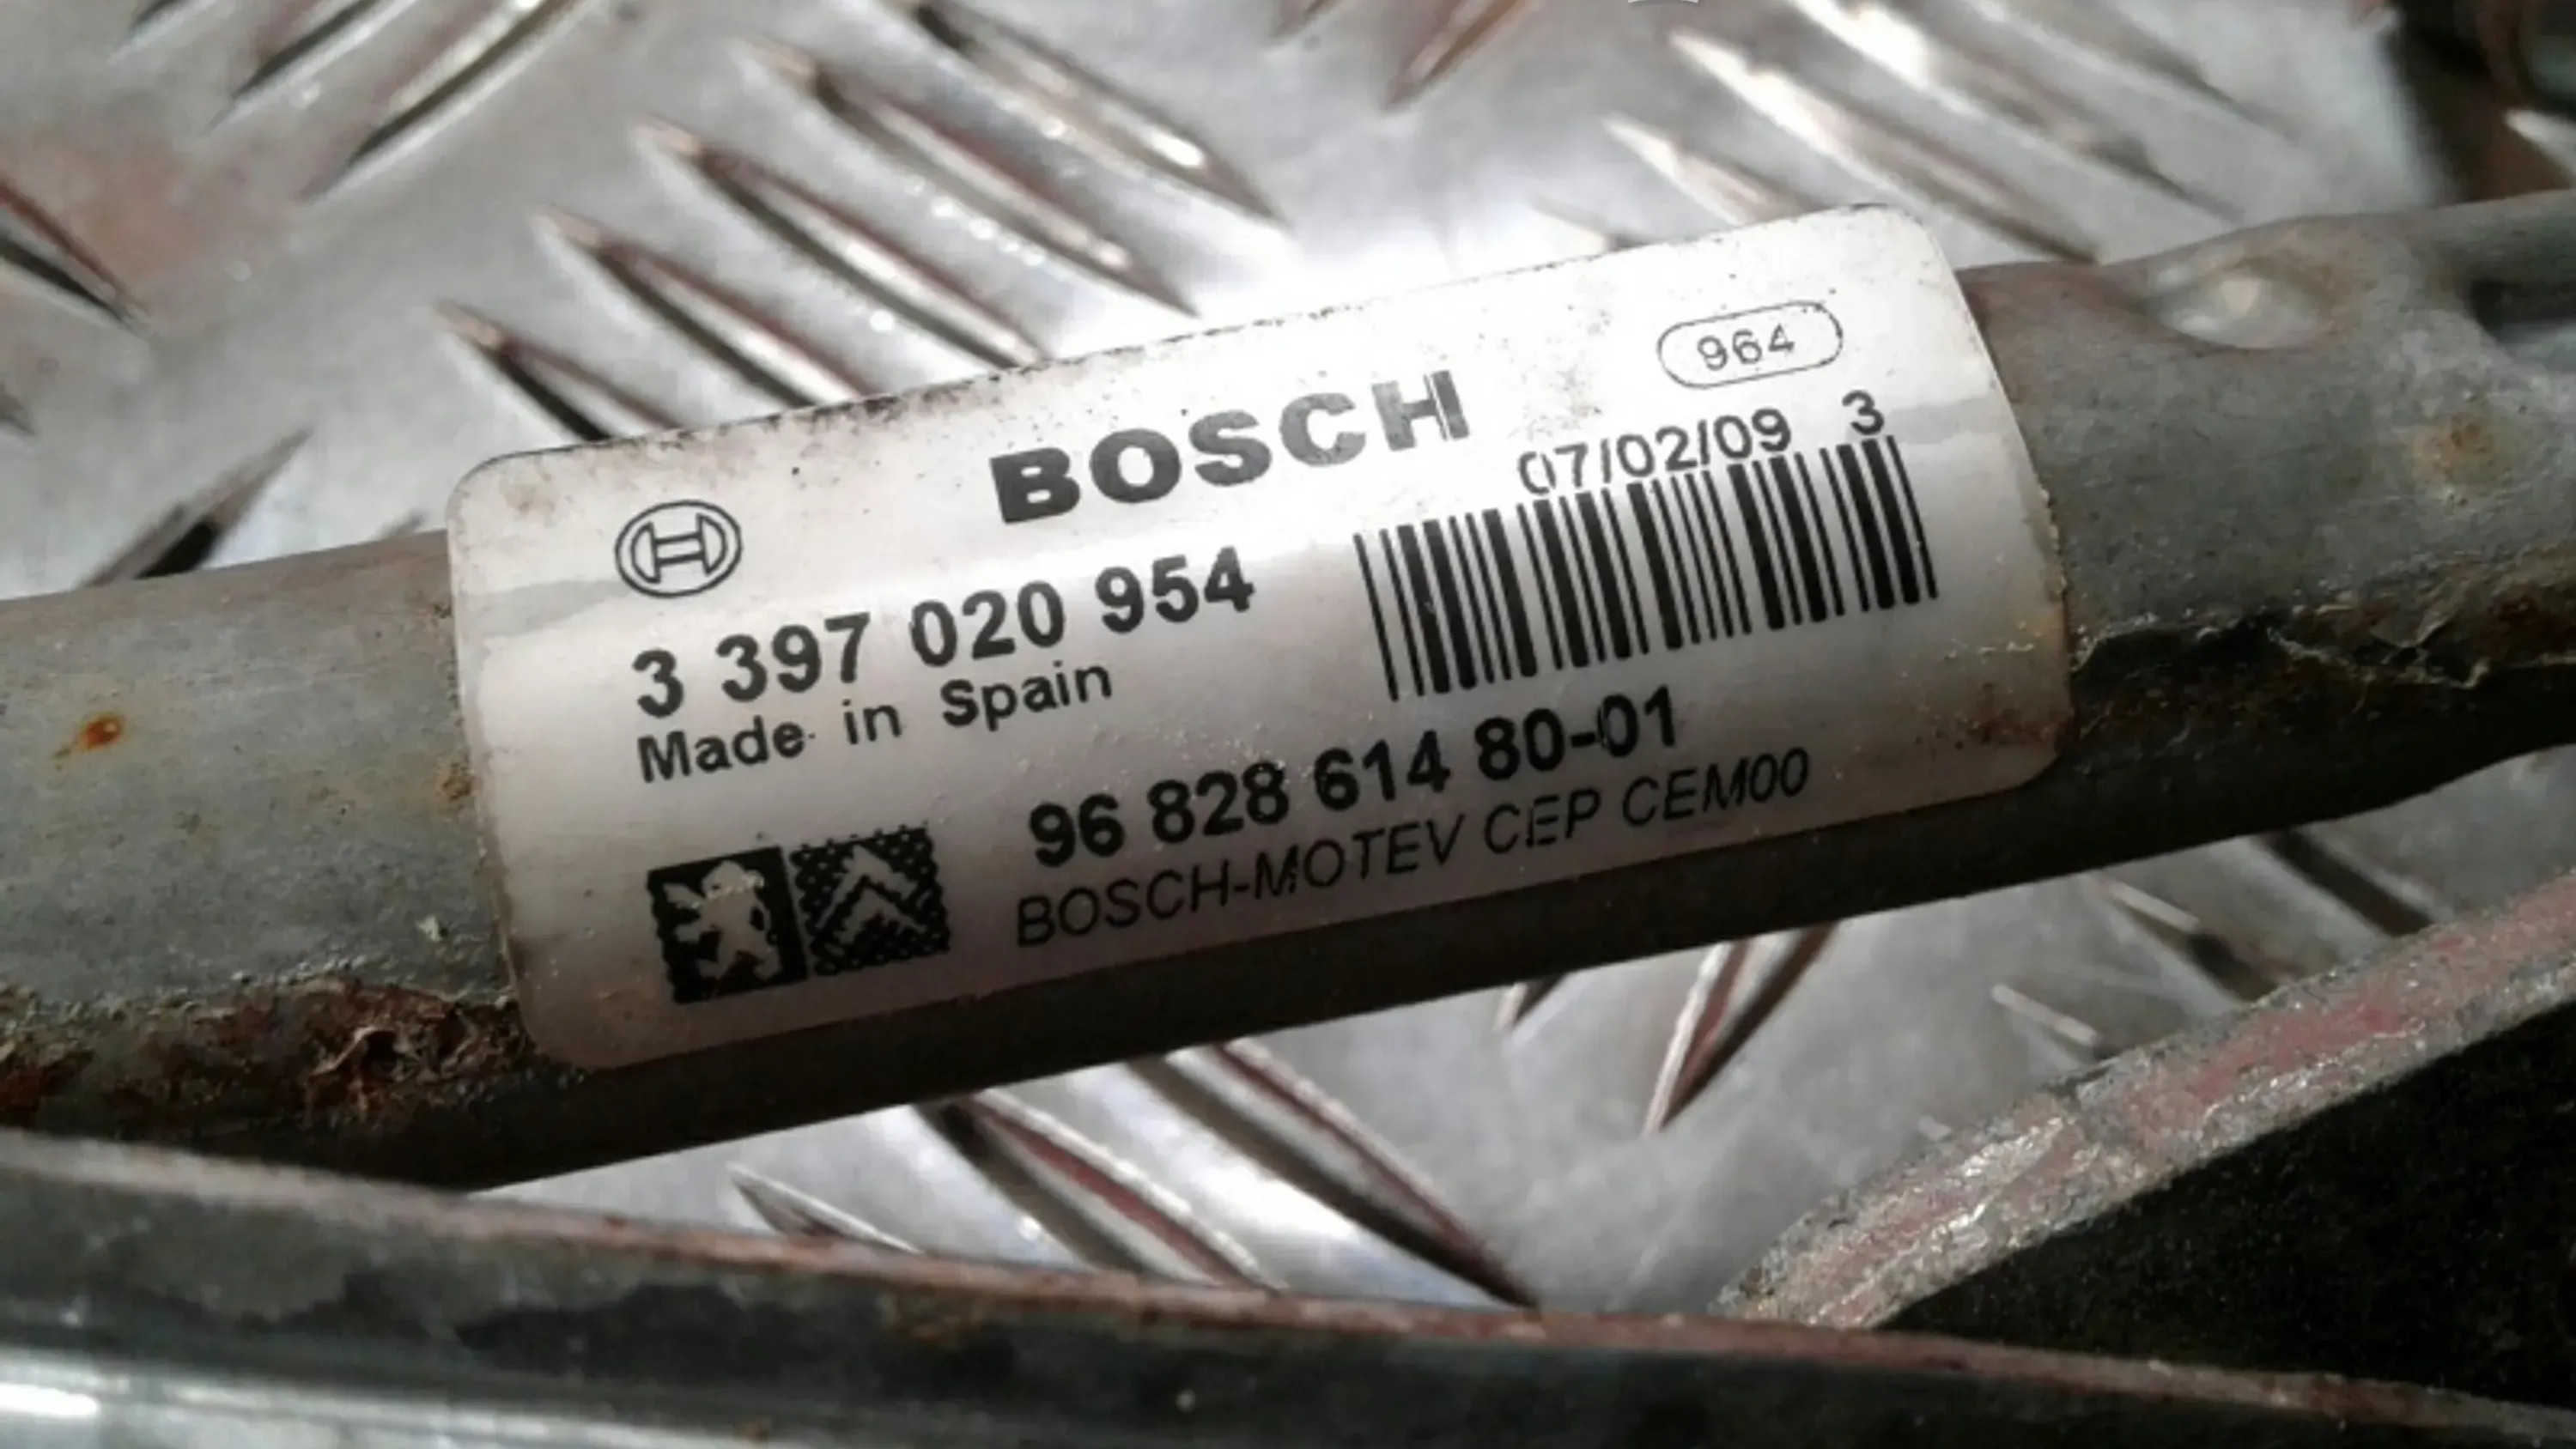 964
BOSCH
07/02/09 3
3 397 020 954
Made in Spain
96 828 614 80-01
BOSCH-MOTEV CEP CEM00